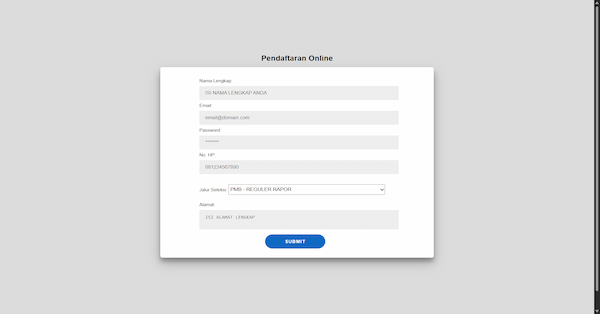 Pendaftaran Online
Nama Lengkap
ISI NAMA LENGKAP ANDA
Email
email@domain.com
Password
********
No. HP
081234567890
Jalur Seleksi PMB - REGULER RAPOR
Alamat
ISI ALAMAT LENGKAP
SUBMIT